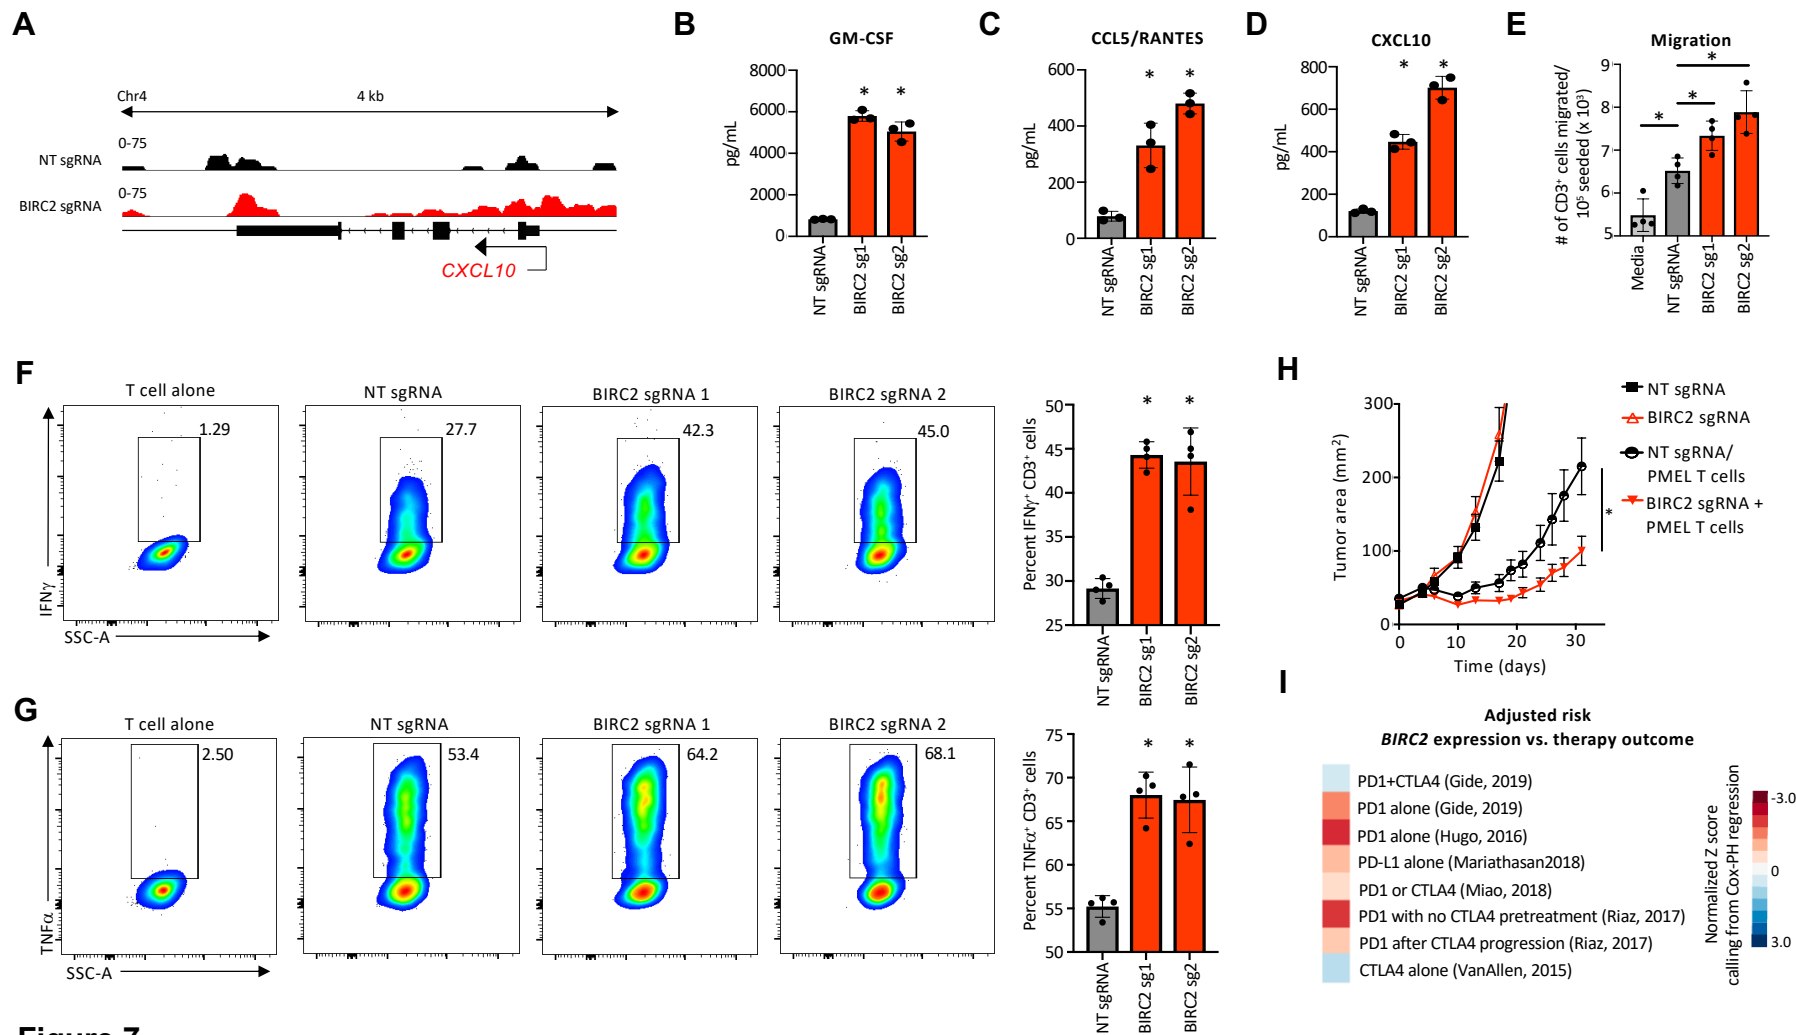 A
Chr4
4 kb
0-75
NT sgRNA
0-75
BIRC2 sgRNA
CXCL10
B
GM-CSF
pg/mL
8000
6000
4000
2000
0
* *
NT sgRNA
BIRC2 sg1
BIRC2 sg2
C
CCL5/RANTES
pg/mL
600
400
200
0
* *
NT sgRNA
BIRC2 sg1
BIRC2 sg2
D
CXCL10
pg/mL
800
600
400
200
0
* *
NT sgRNA
BIRC2 sg1
BIRC2 sg2
E
Migration
# of CD3⁺ cells migrated/
10⁵ seeded (x 10³)
9
8
7
6
5
* * *
Media
NT sgRNA
BIRC2 sg1
BIRC2 sg2
F
T cell alone
1.29
NT sgRNA
27.7
BIRC2 sgRNA 1
42.3
BIRC2 sgRNA 2
45.0
IFNγ
SSC-A
Percent IFNγ⁺ CD3⁺ cells
50
45
40
35
30
25
* *
NT sgRNA
BIRC2 sg1
BIRC2 sg2
G
T cell alone
2.50
NT sgRNA
53.4
BIRC2 sgRNA 1
64.2
BIRC2 sgRNA 2
68.1
TNFα
SSC-A
Percent TNFα⁺ CD3⁺ cells
75
70
65
60
55
50
* *
NT sgRNA
BIRC2 sg1
BIRC2 sg2
H
Tumor area (mm²)
300
200
100
0
0 10 20 30
Time (days)
*
NT sgRNA
BIRC2 sgRNA
NT sgRNA/
PMEL T cells
BIRC2 sgRNA +
PMEL T cells
I
Adjusted risk
BIRC2 expression vs. therapy outcome
PD1+CTLA4 (Gide, 2019)
PD1 alone (Gide, 2019)
PD1 alone (Hugo, 2016)
PD-L1 alone (Mariathasan2018)
PD1 or CTLA4 (Miao, 2018)
PD1 with no CTLA4 pretreatment (Riaz, 2017)
PD1 after CTLA4 progression (Riaz, 2017)
CTLA4 alone (VanAllen, 2015)
Normalized Z score
calling from Cox-PH regression
-3.0
0
3.0
Figure 7